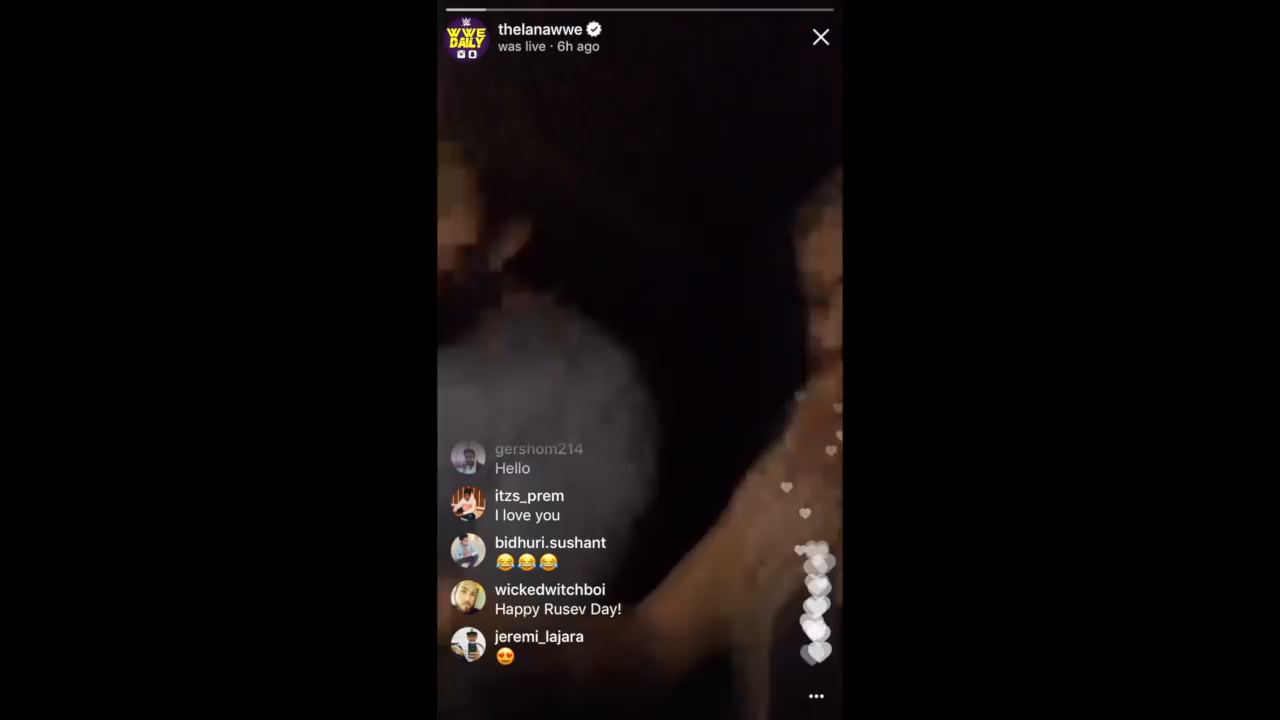 WWE
DAILY
thelanawwe
was live · 6h ago
gershom214
Hello
itzs_prem
I love you
bidhuri.sushant
😂😂😂
wickedwitchboi
Happy Rusev Day!
jeremi_lajara
😍